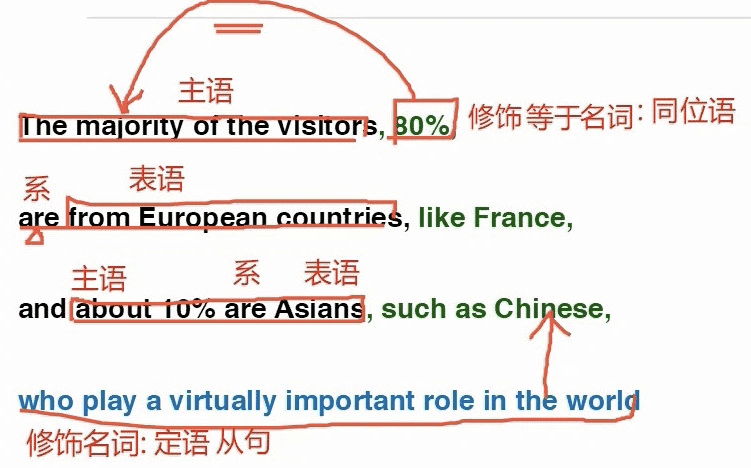 主语
The majority of the visitors, 80%, 修饰 等于名词: 同位语
系 表语
are from European countries, like France,
主语 系 表语
and about 10% are Asians, such as Chinese,
who play a virtually important role in the world
修饰名词: 定语 从句